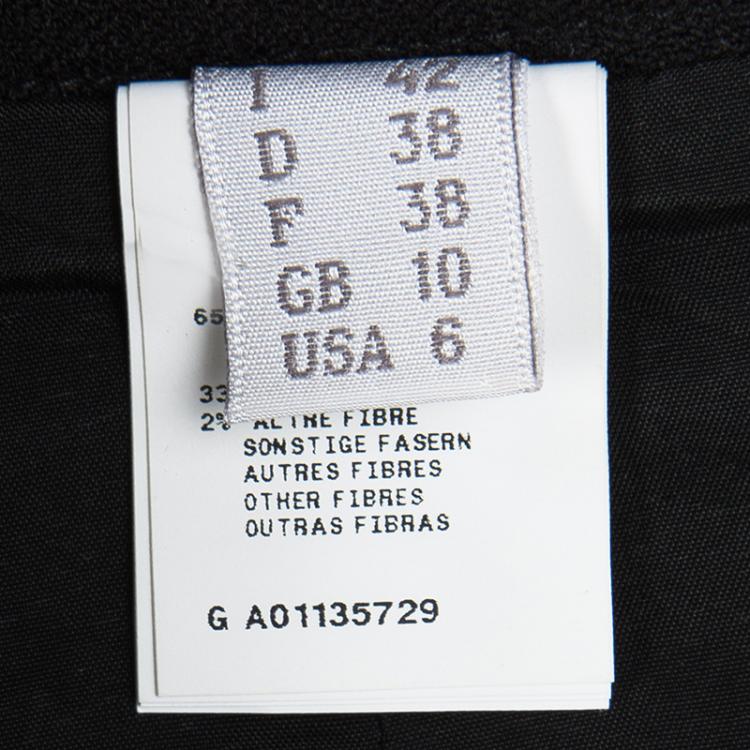 I 42
D 38
F 38
GB 10
USA 6
65
33
2% ALTRE FIBRE
SONSTIGE FASERN
AUTRES FIBRES
OTHER FIBRES
OUTRAS FIBRAS
G A01135729